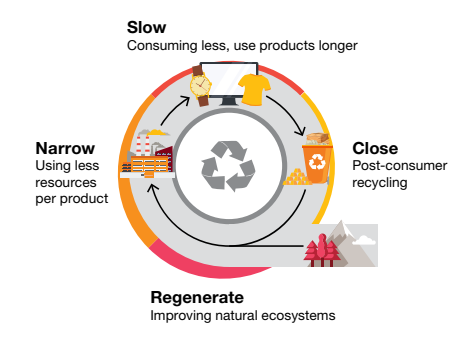 Slow
Consuming less, use products longer
Narrow
Using less
resources
per product
Close
Post-consumer
recycling
Regenerate
Improving natural ecosystems